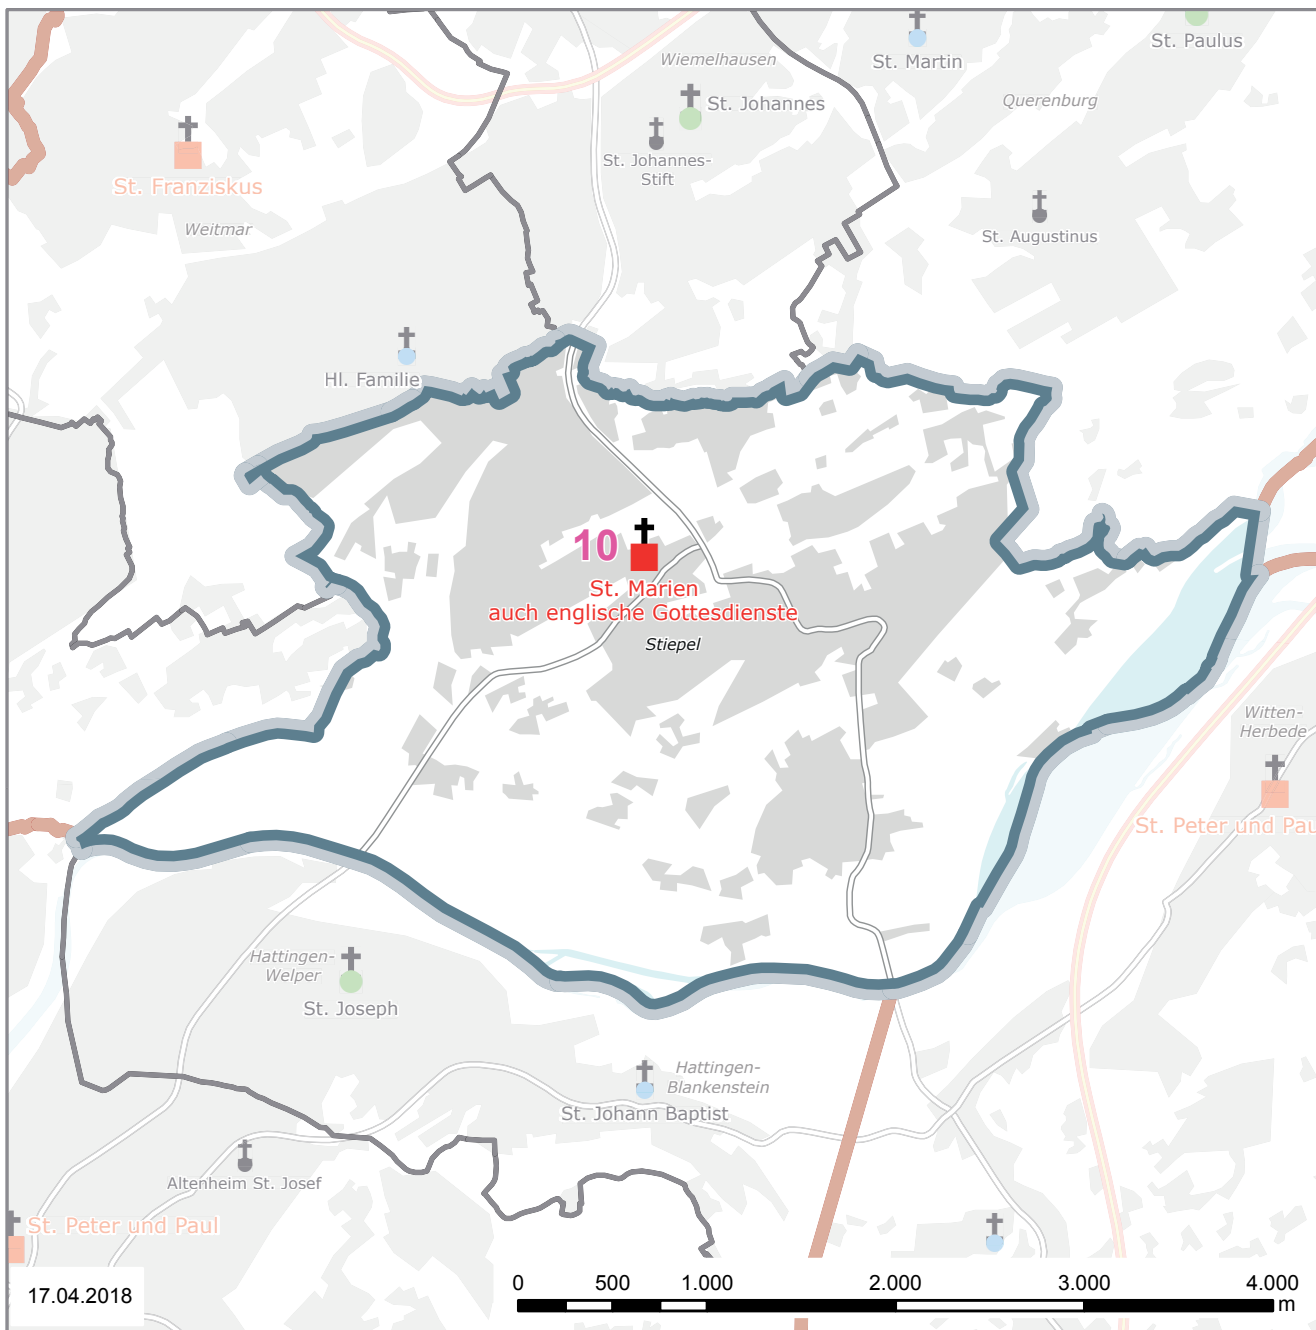 St. Paulus
St. Martin
Wiemelhausen
Querenburg
St. Johannes
St. Johannes-
Stift
St. Franziskus
Weitmar
St. Augustinus
Hl. Familie
10
St. Marien
auch englische Gottesdienste
Stiepel
Witten-
Herbede
St. Peter und Pau
Hattingen-
Welper
St. Joseph
Hattingen-
Blankenstein
St. Johann Baptist
Altenheim St. Josef
St. Peter und Paul
17.04.2018
0 500 1.000 2.000 3.000 4.000
m